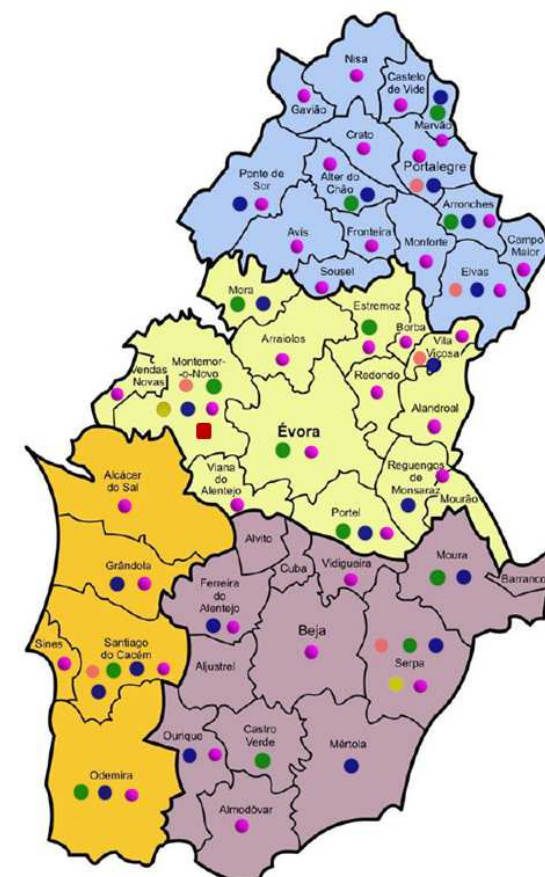 Nisa
Castelo
de Vide
Gavião
Marvão
Crato
Portalegre
Ponte de
Sor
Alter do
Chão
Arronches
Avis
Fronteira
Monforte
Campo
Maior
Sousel
Elvas
Mora
Estremoz
Borba
Vila
Viçosa
Arraiolos
Vendas
Novas
Montemor-
-o-Novo
Redondo
Évora
Alandroal
Viana do
Alentejo
Reguengos
de
Monsaraz
Mourão
Portel
Alcácer
do Sal
Alvito
Cuba
Vidigueira
Moura
Barrancos
Grândola
Ferreira
do
Alentejo
Beja
Sines
Santiago
do Cacém
Aljustrel
Serpa
Ourique
Castro
Verde
Mértola
Odemira
Almodôvar